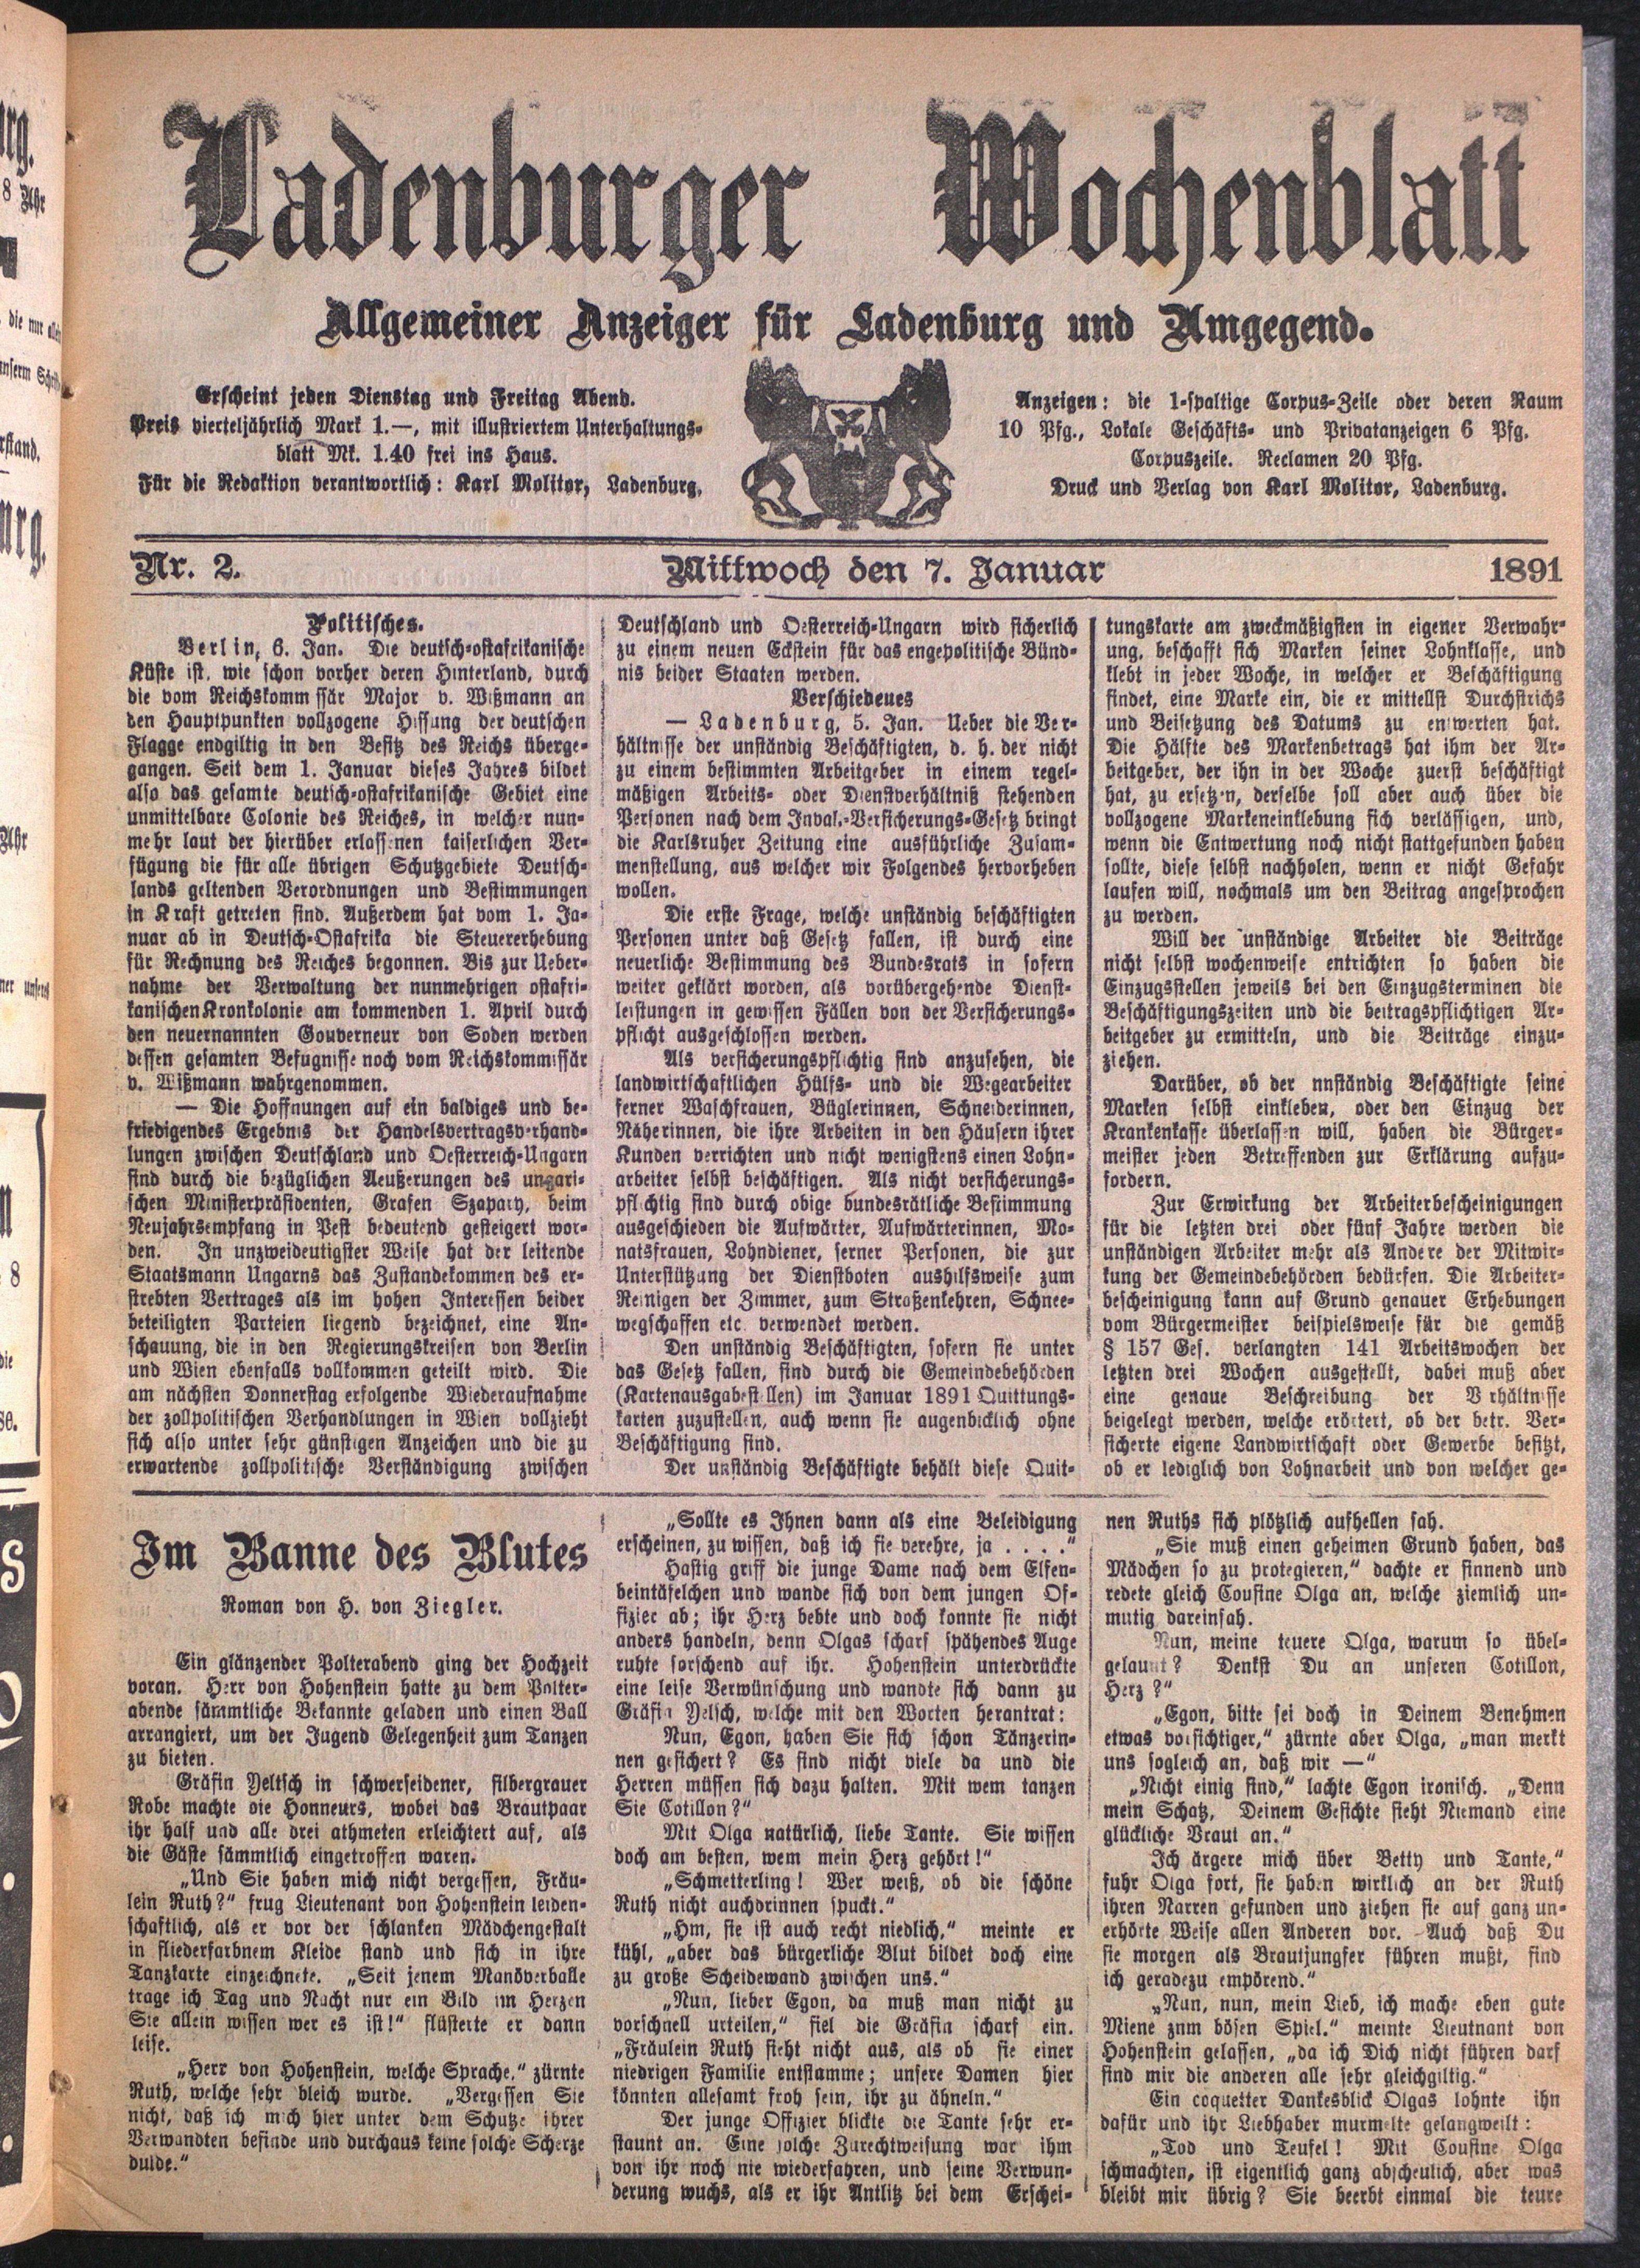 Ladenburger Wochenblatt
Allgemeiner Anzeiger für Ladenburg und Umgegend.
Erscheint jeden Dienstag und Freitag Abend.
Preis vierteljährlich Mark 1.—, mit illustriertem Unterhaltungs-
blatt Mk. 1.40 frei ins Haus.
Für die Redaktion verantwortlich: Karl Molitor, Ladenburg.
Anzeigen: die 1-spaltige Corpus-Zeile oder deren Raum
10 Pfg., Lokale Geschäfts- und Privatanzeigen 6 Pfg.
Corpuszeile. Reclamen 20 Pfg.
Druck und Verlag von Karl Molitor, Ladenburg.
Nr. 2.
Mittwoch den 7. Januar
1891
Politisches.
Berlin, 6. Jan. Die deutsch-ostafrikanische
Küste ist, wie schon vorher deren Hinterland, durch
die vom Reichskommssär Major v. Wißmann an
den Hauptpunkten vollzogene Hissung der deutschen
Flagge endgiltig in den Besitz des Reichs überge-
gangen. Seit dem 1. Januar dieses Jahres bildet
also das gesamte deutsch-ostafrikanische Gebiet eine
unmittelbare Colonie des Reiches, in welcher nun-
mehr laut der hierüber erlassenen kaiserlichen Ver-
fügung die für alle übrigen Schutzgebiete Deutsch-
lands geltenden Verordnungen und Bestimmungen
in Kraft getreten sind. Außerdem hat vom 1. Ja-
nuar ab in Deutsch-Ostafrika die Steuererhebung
für Rechnung des Reiches begonnen. Bis zur Ueber-
nahme der Verwaltung der nunmehrigen ostafri-
kanischen Kronkolonie am kommenden 1. April durch
den neuernannten Gouverneur von Soden werden
dessen gesamten Befugnisse noch vom Reichskommissär
v. Wißmann wahrgenommen.
— Die Hoffnungen auf ein baldiges und be-
friedigendes Ergebnis der Handelsvertragsverhand-
lungen zwischen Deutschland und Oesterreich-Ungarn
sind durch die bezüglichen Aeußerungen des ungari-
schen Ministerpräsidenten, Grafen Szapary, beim
Neujahrsempfang in Pest bedeutend gesteigert wor-
den. In unzweideutigster Weise hat der leitende
Staatsmann Ungarns das Zustandekommen des er-
strebten Vertrages als im hohen Interessen beider
beteiligten Parteien liegend bezeichnet, eine An-
schauung, die in den Regierungskreisen von Berlin
und Wien ebenfalls vollkommen geteilt wird. Die
am nächsten Donnerstag erfolgende Wiederaufnahme
der zollpolitischen Verhandlungen in Wien vollzieht
sich also unter sehr günstigen Anzeichen und die zu
erwartende zollpolitische Verständigung zwischen
Deutschland und Oesterreich-Ungarn wird sicherlich
zu einem neuen Eckstein für das engepolitische Bünd-
nis beider Staaten werden.
Verschiedenes
— Ladenburg, 5. Jan. Ueber die Ver-
hältnisse der unständig Beschäftigten, d. h. der nicht
zu einem bestimmten Arbeitgeber in einem regel-
mäßigen Arbeits- oder Dienstverhältniß stehenden
Personen nach dem Inval.-Versicherungs-Gesetz bringt
die Karlsruher Zeitung eine ausführliche Zusam-
menstellung, aus welcher wir Folgendes hervorheben
wollen.
Die erste Frage, welche unständig beschäftigten
Personen unter daß Gesetz fallen, ist durch eine
neuerliche Bestimmung des Bundesrats in sofern
weiter geklärt worden, als vorübergehende Dienst-
leistungen in gewissen Fällen von der Versicherungs-
pflicht ausgeschlossen werden.
Als versicherungspflichtig sind anzusehen, die
landwirtschaftlichen Hülfs- und die Wegearbeiter
ferner Waschfrauen, Büglerinnen, Schneiderinnen,
Näherinnen, die ihre Arbeiten in den Häusern ihrer
Kunden verrichten und nicht wenigstens einen Lohn-
arbeiter selbst beschäftigen. Als nicht versicherungs-
pflichtig sind durch obige bundesrätliche Bestimmung
ausgeschieden die Aufwärter, Aufwärterinnen, Mo-
natsfrauen, Lohndiener, ferner Personen, die zur
Unterstützung der Dienstboten aushilfsweise zum
Reinigen der Zimmer, zum Straßenkehren, Schnee-
wegschaffen etc. verwendet werden.
Den unständig Beschäftigten, sofern sie unter
das Gesetz fallen, sind durch die Gemeindebehörden
(Kartenausgabestellen) im Januar 1891 Quittungs-
karten zuzustellen, auch wenn sie augenbicklich ohne
Beschäftigung sind.
Der unständig Beschäftigte behält diese Quit-
tungskarte am zweckmäßigsten in eigener Verwahr-
ung, beschafft sich Marken seiner Lohnklasse, und
klebt in jeder Woche, in welcher er Beschäftigung
findet, eine Marke ein, die er mittelst Durchstrichs
und Beisetzung des Datums zu entwerten hat.
Die Hälfte des Markenbetrags hat ihm der Ar-
beitgeber, der ihn in der Woche zuerst beschäftigt
hat, zu ersetzen, derselbe soll aber auch über die
vollzogene Markeneinklebung sich verlässigen, und,
wenn die Entwertung noch nicht stattgefunden haben
sollte, diese selbst nachholen, wenn er nicht Gefahr
laufen will, nochmals um den Beitrag angesprochen
zu werden.
Will der unständige Arbeiter die Beiträge
nicht selbst wochenweise entrichten so haben die
Einzugsstellen jeweils bei den Einzugsterminen die
Beschäftigungszeiten und die beitragspflichtigen Ar-
beitgeber zu ermitteln, und die Beiträge einzu-
ziehen.
Darüber, ob der nnständig Beschäftigte seine
Marken selbst einkleben, oder den Einzug der
Krankenkasse überlassen will, haben die Bürger-
meister jeden Betreffenden zur Erklärung aufzu-
fordern.
Zur Erwirkung der Arbeiterbescheinigungen
für die letzten drei oder fünf Jahre werden die
unständigen Arbeiter mehr als Andere der Mitwir-
kung der Gemeindebehörden bedürfen. Die Arbeiter-
bescheinigung kann auf Grund genauer Erhebungen
vom Bürgermeister beispielsweise für die gemäß
§ 157 Ges. verlangten 141 Arbeitswochen der
letzten drei Wochen ausgestellt, dabei muß aber
eine genaue Beschreibung der Vrhältnisse
beigelegt werden, welche erörtert, ob der betr. Ver-
sicherte eigene Landwirtschaft oder Gewerbe besitzt,
ob er lediglich von Lohnarbeit und von welcher ge-
Im Banne des Blutes
Roman von H. von Ziegler.
Ein glänzender Polterabend ging der Hochzeit
voran. Herr von Hohenstein hatte zu dem Polter-
abende sämmtliche Bekannte geladen und einen Ball
arrangiert, um der Jugend Gelegenheit zum Tanzen
zu bieten.
Gräfin Yeltsch in schwerseidener, silbergrauer
Robe machte die Honneurs, wobei das Brautpaar
ihr half und alle drei athmeten erleichtert auf, als
die Gäste sämmtlich eingetroffen waren.
„Und Sie haben mich nicht vergessen, Fräu-
lein Ruth?“ frug Lieutenant von Hohenstein leiden-
schaftlich, als er vor der schlanken Mädchengestalt
in fliederfarbnem Kleide stand und sich in ihre
Tanzkarte einzeichnete. „Seit jenem Manöverballe
trage ich Tag und Nacht nur ein Bild im Herzen
Sie allein wissen wer es ist!“ flüsterte er dann
leise.
„Herr von Hohenstein, welche Sprache,“ zürnte
Ruth, welche sehr bleich wurde. „Vergessen Sie
nicht, daß ich mich hier unter dem Schutze ihrer
Verwandten befinde und durchaus keine solche Scherze
dulde.“
„Sollte es Ihnen dann als eine Beleidigung
erscheinen, zu wissen, daß ich sie verehre, ja . . . .“
Hastig griff die junge Dame nach dem Elfen-
beintäfelchen und wande sich von dem jungen Of-
fizier ab; ihr Herz bebte und doch konnte sie nicht
anders handeln, denn Olgas scharf spähendes Auge
ruhte forschend auf ihr. Hohenstein unterdrückte
eine leise Verwünschung und wandte sich dann zu
Gräfin Yelsch, welche mit den Worten herantrat:
Nun, Egon, haben Sie sich schon Tänzerin-
nen gesichert? Es sind nicht viele da und die
Herren müssen sich dazu halten. Mit wem tanzen
Sie Cotillon?“
Mit Olga natürlich, liebe Tante. Sie wissen
doch am besten, wem mein Herz gehört!“
„Schmetterling! Wer weiß, ob die schöne
Ruth nicht auchdrinnen spuckt.“
„Hm, sie ist auch recht niedlich,“ meinte er
kühl, „aber das bürgerliche Blut bildet doch eine
zu große Scheidewand zwischen uns.“
„Nun, lieber Egon, da muß man nicht zu
vorschnell urteilen,“ fiel die Gräfin scharf ein.
„Fräulein Ruth sieht nicht aus, als ob sie einer
niedrigen Familie entstamme; unsere Damen hier
könnten allesamt froh sein, ihr zu ähneln.“
Der junge Offizier blickte die Tante sehr er-
staunt an. Eine solche Zurechtweisung war ihm
von ihr noch nie wiederfahren, und seine Verwun-
derung wuchs, als er ihr Antlitz bei dem Erschei-
nen Ruths sich plötzlich aufhellen sah.
„Sie muß einen geheimen Grund haben, das
Mädchen so zu protegieren,“ dachte er sinnend und
redete gleich Cousine Olga an, welche ziemlich un-
mutig dareinsah.
Nun, meine teuere Olga, warum so übel-
gelaunt? Denkst Du an unseren Cotillon,
Herz?“
„Egon, bitte sei doch in Deinem Benehmen
etwas vorsichtiger,“ zürnte aber Olga, „man merkt
uns sogleich an, daß wir —“
„Nicht einig sind,“ lachte Egon ironisch. „Denn
mein Schatz, Deinem Gesichte sieht Niemand eine
glückliche Braut an.“
Ich ärgere mich über Betty und Tante,“
fuhr Olga fort, sie haben wirklich an der Ruth
ihren Narren gefunden und ziehen sie auf ganz un-
erhörte Weise allen Anderen vor. Auch daß Du
sie morgen als Brautjungfer führen mußt, find
ich geradezu empörend.“
„Nun, nun, mein Lieb, ich mache eben gute
Miene znm bösen Spiel.“ meinte Lieutnant von
Hohenstein gelassen, „da ich Dich nicht führen darf
sind mir die anderen alle sehr gleichgiltig.“
Ein coquetter Dankesblick Olgas lohnte ihn
dafür und ihr Liebhaber murmelte gelangweilt:
„Tod und Teufel! Mit Cousine Olga
schmachten, ist eigentlich ganz abscheulich, aber was
bleibt mir übrig? Sie beerbt einmal die teure